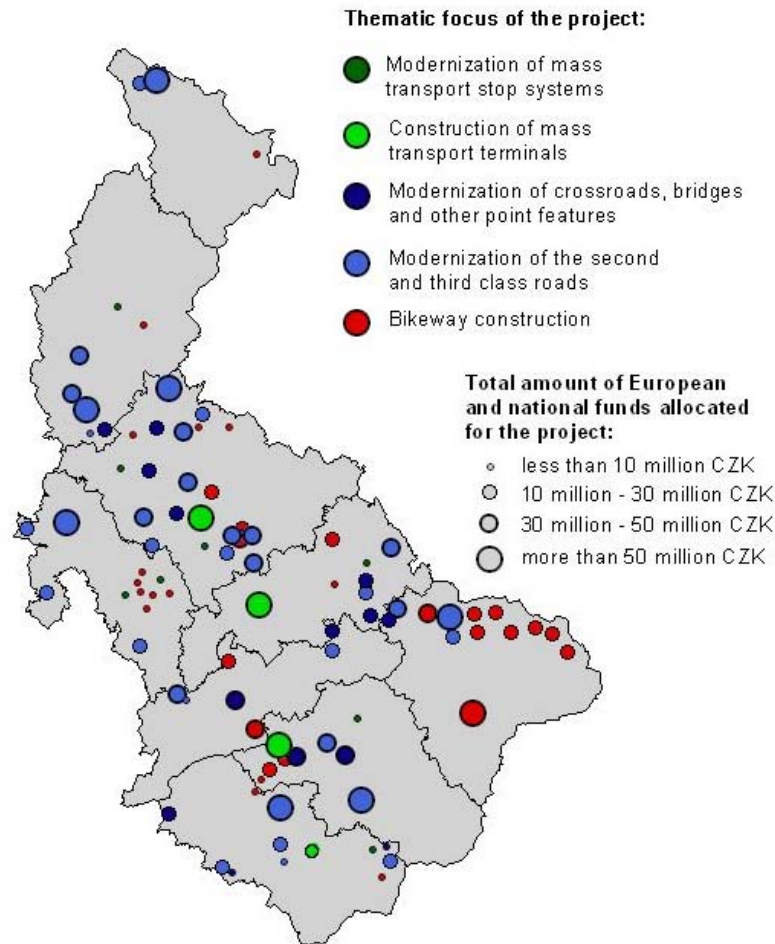 Thematic focus of the project:
Modernization of mass
transport stop systems
Construction of mass
transport terminals
Modernization of crossroads, bridges
and other point features
Modernization of the second
and third class roads
Bikeway construction
Total amount of European
and national funds allocated
for the project:
less than 10 million CZK
10 million - 30 million CZK
30 million - 50 million CZK
more than 50 million CZK